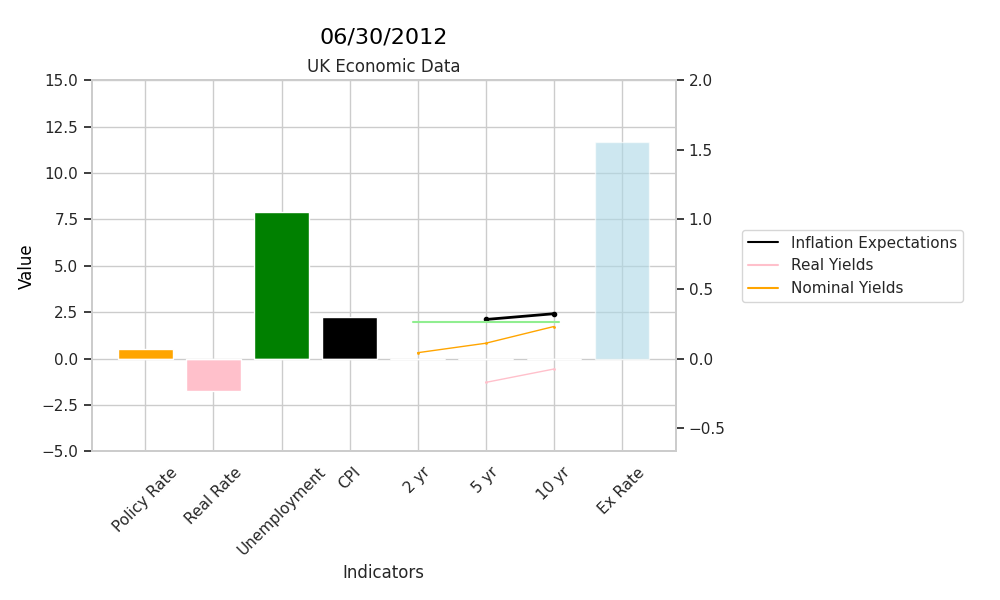 06/30/2012
UK Economic Data
15.0
12.5
10.0
7.5
5.0
2.5
0.0
−2.5
−5.0
Value
2.0
1.5
1.0
0.5
0.0
−0.5
Inflation Expectations
Real Yields
Nominal Yields
Policy Rate
Real Rate
Unemployment
CPI
2 yr
5 yr
10 yr
Ex Rate
Indicators